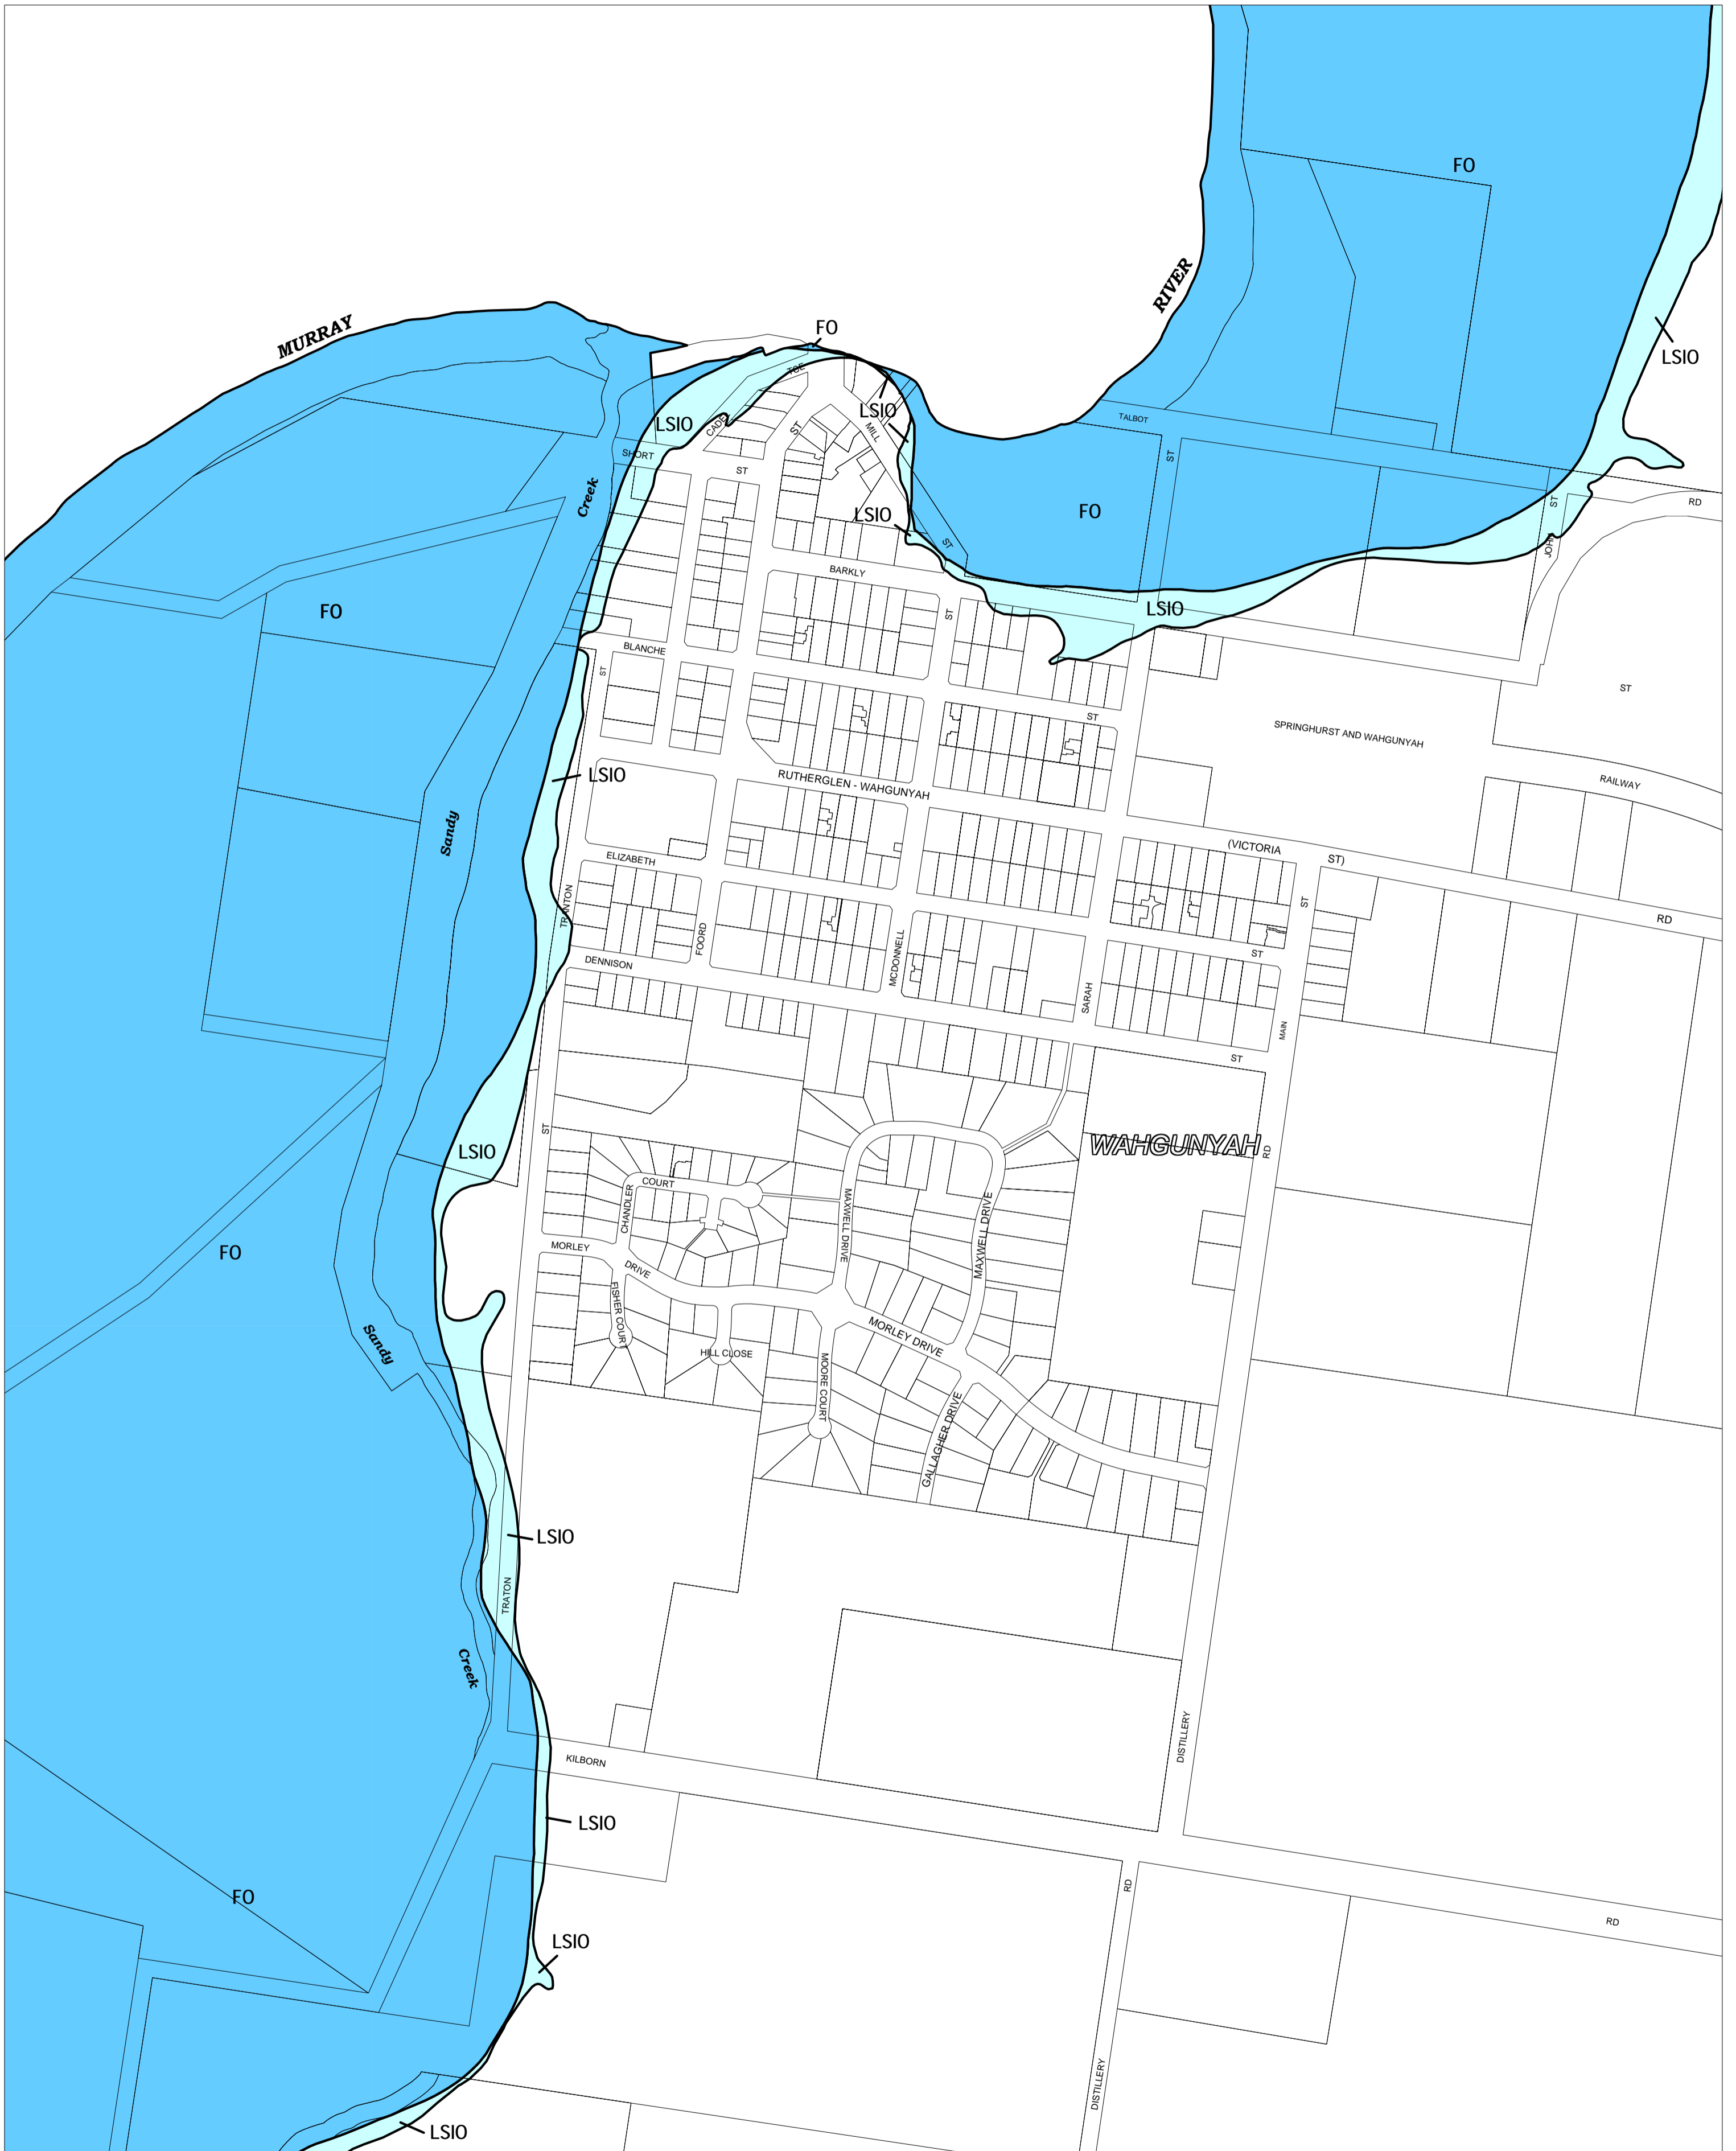 FO
RIVER
MURRAY
FO
LSIO
LSIO
TCE
CADEL
LSIO
ST
MILL
TALBOT
SHORT
ST
ST
Creek
LSIO
FO
ST
RD
ST
JOHN
BARKLY
FO
ST
LSIO
BLANCHE
ST
ST
ST
SPRINGHURST AND WAHGUNYAH
RAILWAY
LSIO
RUTHERGLEN - WAHGUNYAH
Sandy
(VICTORIA
ST)
ELIZABETH
ST
TRANTON
RD
FOORD
MCDONNELL
ST
DENNISON
SARAH
MAIN
ST
ST
WAHGUNYAH
RD
LSIO
COURT
CHANDLER
MAXWELL DRIVE
MAXWELL DRIVE
FO
MORLEY
DRIVE
FISHER COURT
MORLEY DRIVE
Sandy
HILL CLOSE
MOORE COURT
GALLAGHER DRIVE
LSIO
TRATON
Creek
DISTILLERY
KILBORN
LSIO
FO
RD
RD
LSIO
DISTILLERY
LSIO